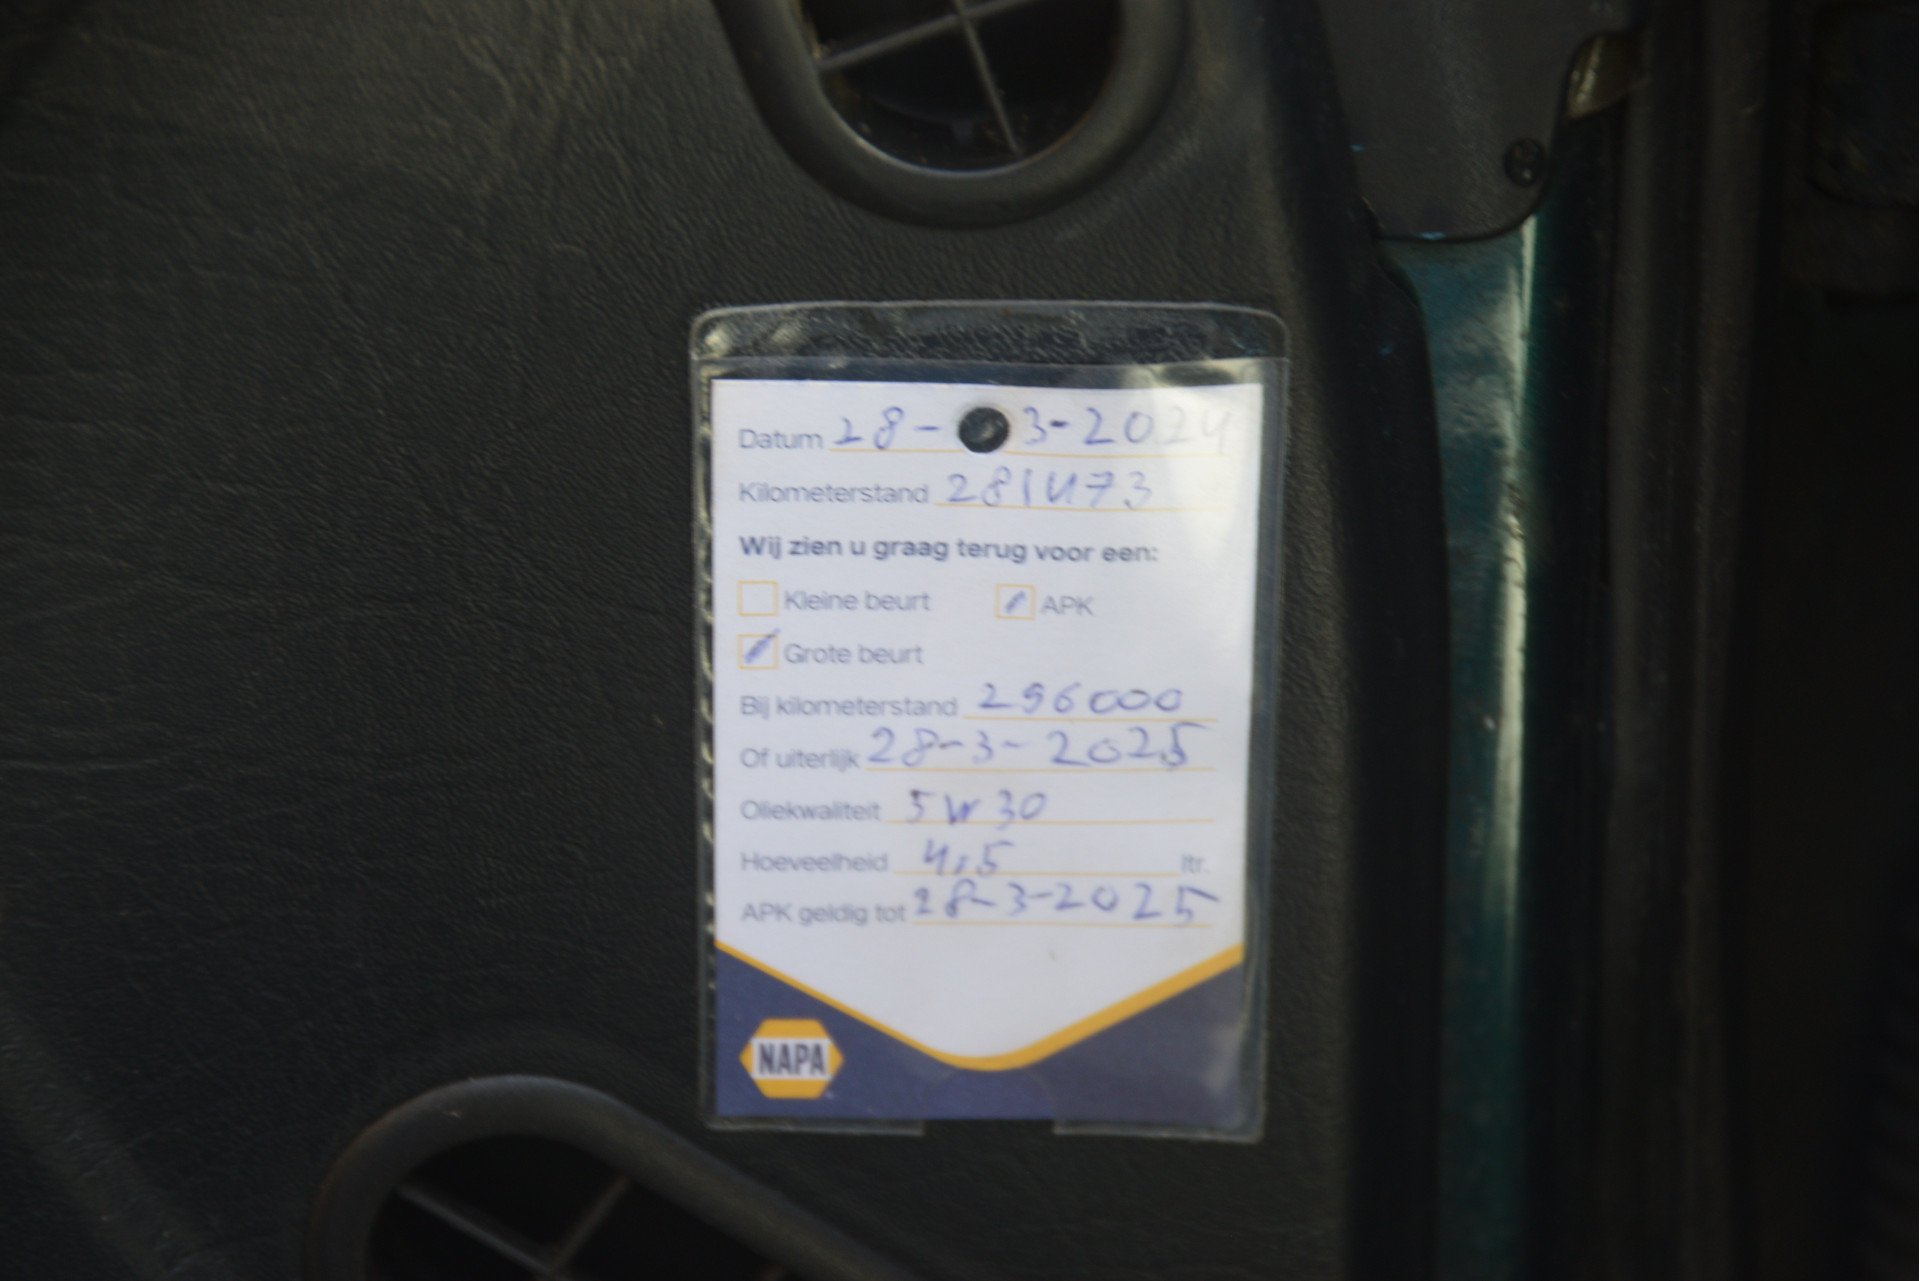 Datum 28-3-2024
Kilometerstand 281473
Wij zien u graag terug voor een:
Kleine beurt APK
Grote beurt
Bij kilometerstand 296000
Of uiterlijk 28-3-2025
Oliekwaliteit 5W30
Hoeveelheid 4,5 ltr.
APK geldig tot 28-3-2025
NAPA